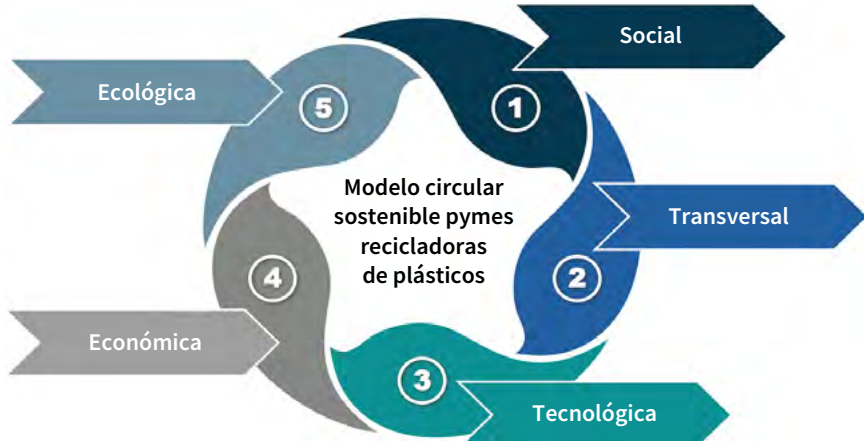 Social
1
Ecológica
5
Modelo circular
sostenible pymes
recicladoras
de plásticos
Transversal
2
4
Económica
3
Tecnológica